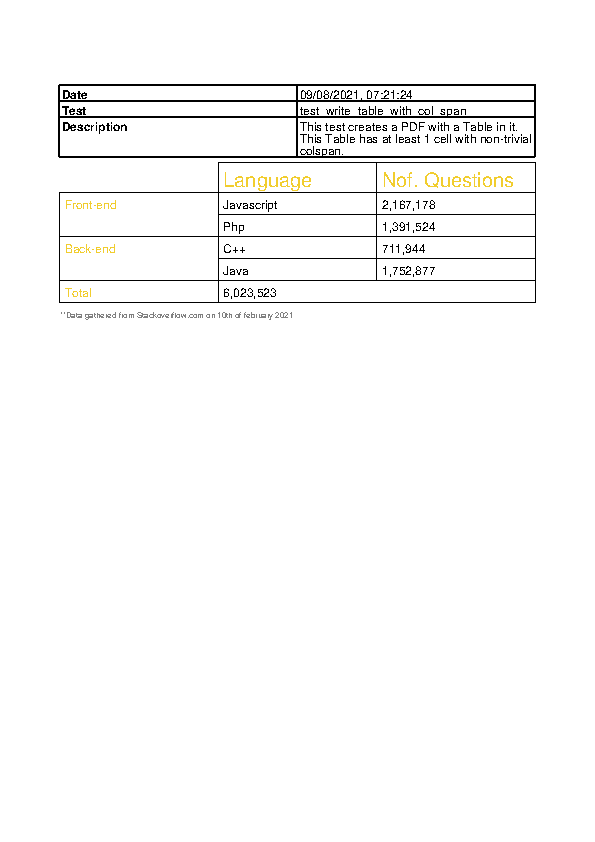 Date 09/08/2021, 07:21:24
Test test_write_table_with_col_span
Description This test creates a PDF with a Table in it.
This Table has at least 1 cell with non-trivial
colspan.
Language Nof. Questions
Front-end Javascript 2,167,178
Php 1,391,524
Back-end C++ 711,944
Java 1,752,877
Total 6,023,523
**Data gathered from Stackoverflow.com on 10th of february 2021